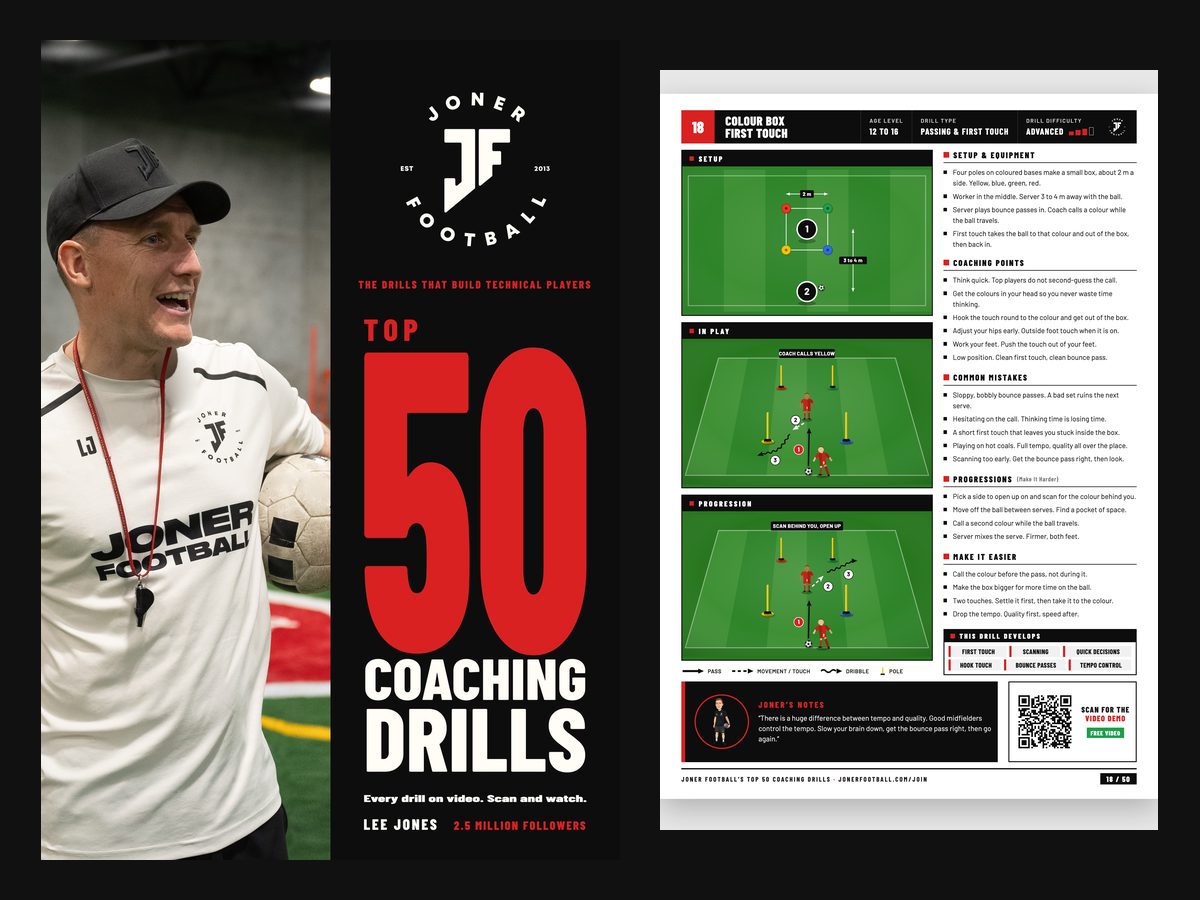 JONER
JF
EST
2013
FOOTBALL
THE DRILLS THAT BUILD TECHNICAL PLAYERS
TOP
50
COACHING
DRILLS
Every drill on video. Scan and watch.
LEE JONES
2.5 MILLION FOLLOWERS
JF
LJ
JONER
JF
FOOTBALL
JONER
FOOTBALL
18
COLOUR BOX
FIRST TOUCH
AGE LEVEL
12 TO 16
DRILL TYPE
PASSING & FIRST TOUCH
DRILL DIFFICULTY
ADVANCED
SETUP
2 m
1
3 to 4 m
2
IN PLAY
COACH CALLS YELLOW
2
1
3
PROGRESSION
SCAN BEHIND YOU, OPEN UP
3
2
1
PASS
MOVEMENT / TOUCH
DRIBBLE
POLE
SETUP & EQUIPMENT
Four poles on coloured bases make a small box, about 2 m a
side. Yellow, blue, green, red.
Worker in the middle. Server 3 to 4 m away with the ball.
Server plays bounce passes in. Coach calls a colour while
the ball travels.
First touch takes the ball to that colour and out of the box,
then back in.
COACHING POINTS
Think quick. Top players do not second-guess the call.
Get the colours in your head so you never waste time
thinking.
Hook the touch round to the colour and get out of the box.
Adjust your hips early. Outside foot touch when it is on.
Work your feet. Push the touch out of your feet.
Low position. Clean first touch, clean bounce pass.
COMMON MISTAKES
Sloppy, bobbly bounce passes. A bad set ruins the next
serve.
Hesitating on the call. Thinking time is losing time.
A short first touch that leaves you stuck inside the box.
Playing on hot coals. Full tempo, quality all over the place.
Scanning too early. Get the bounce pass right, then look.
PROGRESSIONS (Make It Harder)
Pick a side to open up on and scan for the colour behind you.
Move off the ball between serves. Find a pocket of space.
Call a second colour while the ball travels.
Server mixes the serve. Firmer, both feet.
MAKE IT EASIER
Call the colour before the pass, not during it.
Make the box bigger for more time on the ball.
Two touches. Settle it first, then take it to the colour.
Drop the tempo. Quality first, speed after.
THIS DRILL DEVELOPS
FIRST TOUCH
SCANNING
QUICK DECISIONS
HOOK TOUCH
BOUNCE PASSES
TEMPO CONTROL
JONER'S NOTES
"There is a huge difference between tempo and quality. Good midfielders
control the tempo. Slow your brain down, get the bounce pass right, then go
again."
SCAN FOR THE
VIDEO DEMO
FREE VIDEO
JONER FOOTBALL'S TOP 50 COACHING DRILLS · JONERFOOTBALL.COM/JOIN
18 / 50